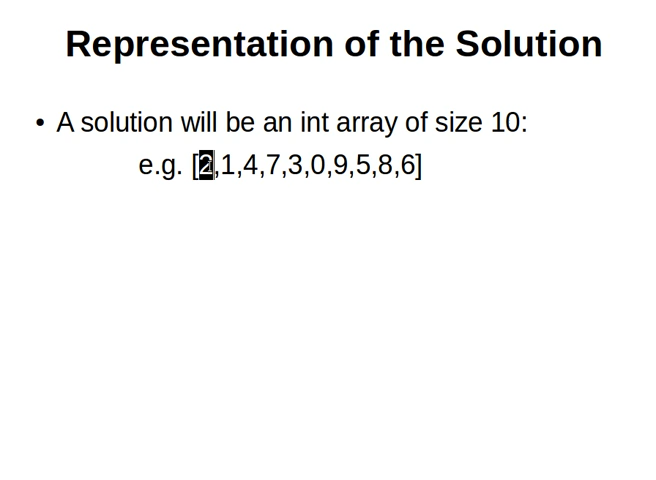 Representation of the Solution
• A solution will be an int array of size 10:
e.g. [2,1,4,7,3,0,9,5,8,6]